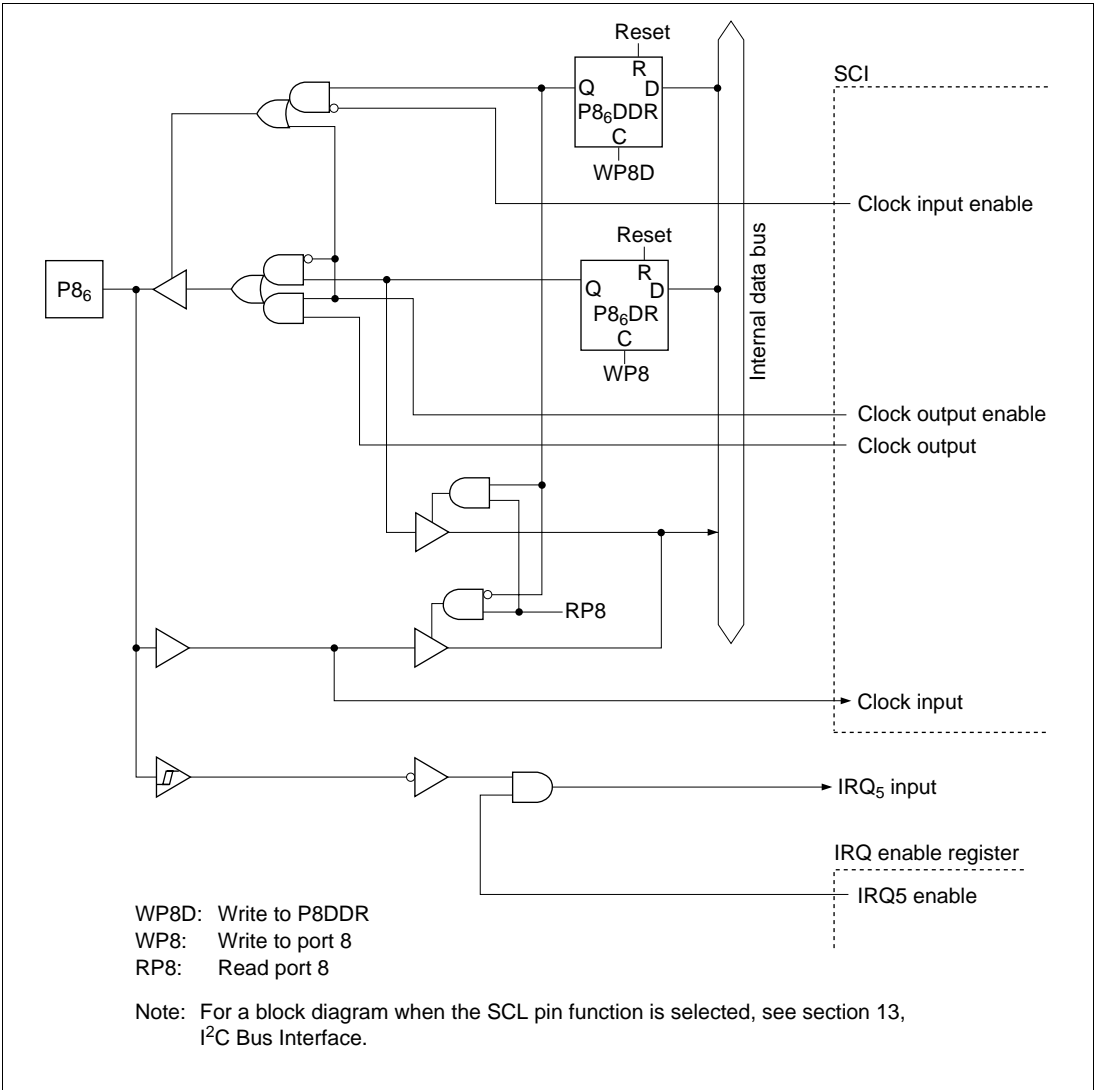 Reset
R
Q D
P8₆DDR
C
WP8D
SCI
Clock input enable
Reset
R
Q D
P8₆DR
C
WP8
Internal data bus
P8₆
Clock output enable
Clock output
RP8
Clock input
IRQ₅ input
IRQ enable register
IRQ5 enable
WP8D: Write to P8DDR
WP8: Write to port 8
RP8: Read port 8
Note: For a block diagram when the SCL pin function is selected, see section 13,
I²C Bus Interface.